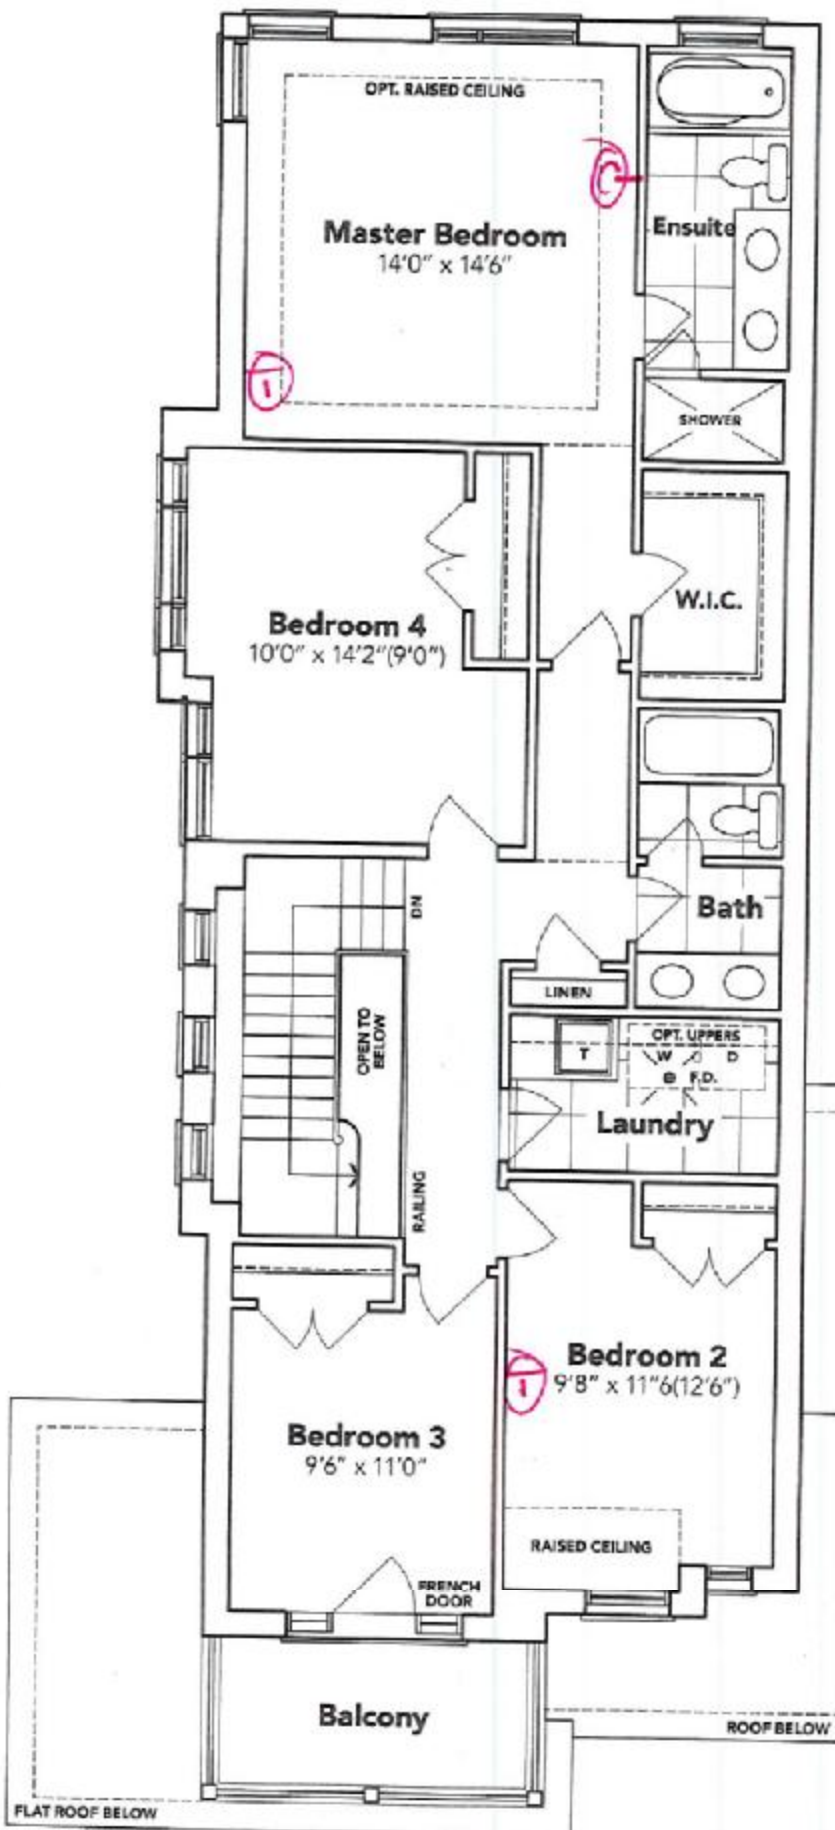 OPT. RAISED CEILING
C
Master Bedroom
14'0" x 14'6"
Ensuite
1
SHOWER
W.I.C.
Bedroom 4
10'0" x 14'2"(9'0")
Bath
DN
LINEN
OPEN TO
BELOW
OPT. UPPERS
T
W D
F.D.
Laundry
RAILING
Bedroom 2
9'8" x 11"6(12'6")
1
Bedroom 3
9'6" x 11'0"
RAISED CEILING
FRENCH
DOOR
Balcony
ROOF BELOW
FLAT ROOF BELOW